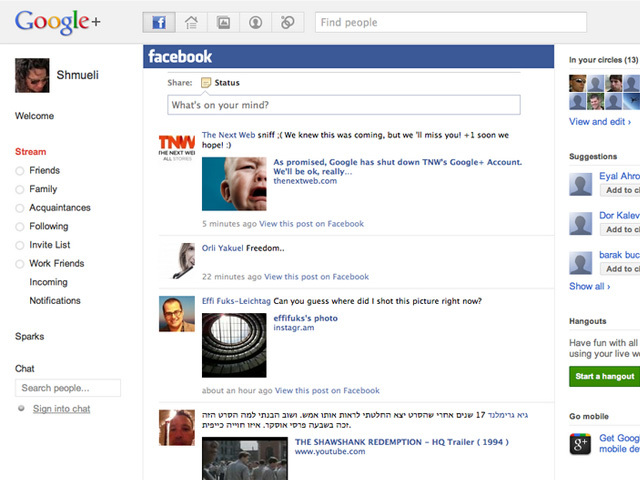 Google+
Find people
Shmueli
Welcome
Stream
Friends
Family
Acquaintances
Following
Invite List
Work Friends
Incoming
Notifications
Sparks
Chat
Search people...
Sign into chat
facebook
Share: Status
What's on your mind?
TNW
THE NEXT WEB
ALL STORIES
The Next Web sniff ;( We knew this was coming, but we 'll miss you! +1 soon we
hope! :)
As promised, Google has shut down TNW's Google+ Account.
We'll be ok, really...
thenextweb.com
5 minutes ago View this post on Facebook
Orli Yakuel Freedom..
22 minutes ago View this post on Facebook
Effi Fuks-Leichtag Can you guess where did I shot this picture right now?
effifuks's photo
instagr.am
about an hour ago View this post on Facebook
גיא גרימלנד 17 שנים אחרי שהסרט יצא החלטתי לראות אותו אמש. ושוב הבנתי למה הסרט הזה
זכה בשבעה פרסי אוסקר. איזו חווייה כייפית.
THE SHAWSHANK REDEMPTION - HQ Trailer ( 1994 )
www.youtube.com
In your circles (13)
View and edit ›
Suggestions
Eyal Ahro
Add to ci
Dor Kalev
Add to ci
barak buc
Add to ci
Show all ›
Hangouts
Have fun with all
using your live w
Start a hangout
Go mobile
g+
Get Goog
mobile de